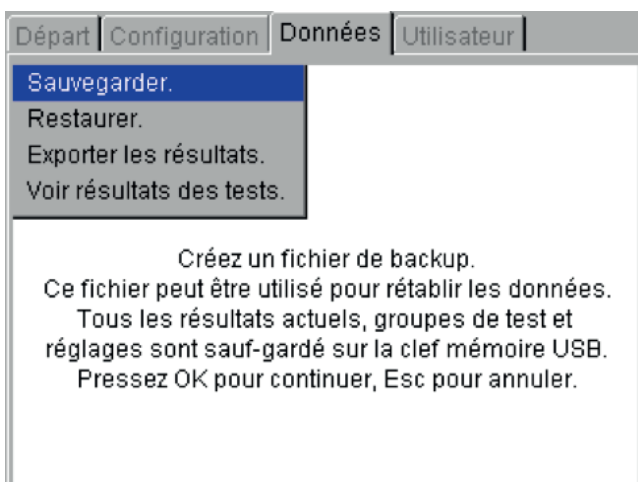 Départ Configuration Données Utilisateur
Sauvegarder.
Restaurer.
Exporter les résultats.
Voir résultats des tests.
Créez un fichier de backup.
Ce fichier peut être utilisé pour rétablir les données.
Tous les résultats actuels, groupes de test et
réglages sont sauf-gardé sur la clef mémoire USB.
Pressez OK pour continuer, Esc pour annuler.